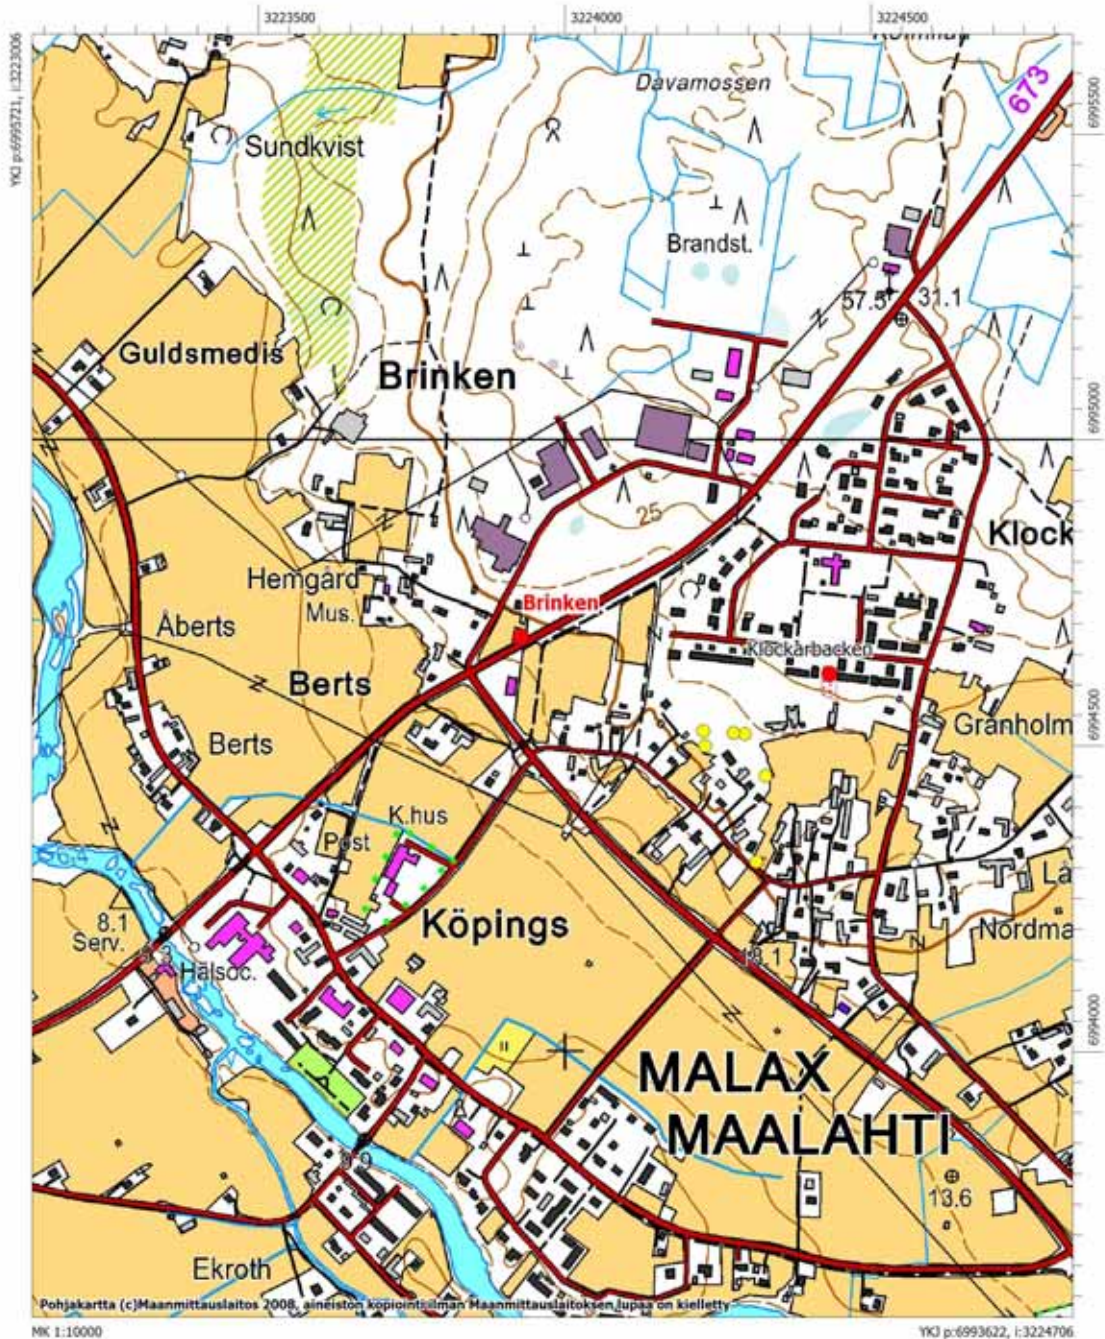 3223500
3224000
3224500
YKJ p:6995721, i:3223006
Davamossen
673
6995500
Sundkvist
Brandst.
57.5
31.1
Guldsmedis
Brinken
6995000
25
Klock
Hemgård
Mus.
Brinken
Åberts
Klockarbacken
Berts
Granholm
6994500
Berts
K.hus
Post
Lå
8.1
Serv.
Köpings
Nordma
Hälsoc.
18.1
6994000
MALAX
MAALAHTI
13.6
Ekroth
Pohjakartta (c)Maanmittauslaitos 2008, aineiston kopiointi ilman Maanmittauslaitoksen lupaa on kielletty
MK 1:10000
YKJ p:6993622, i:3224706